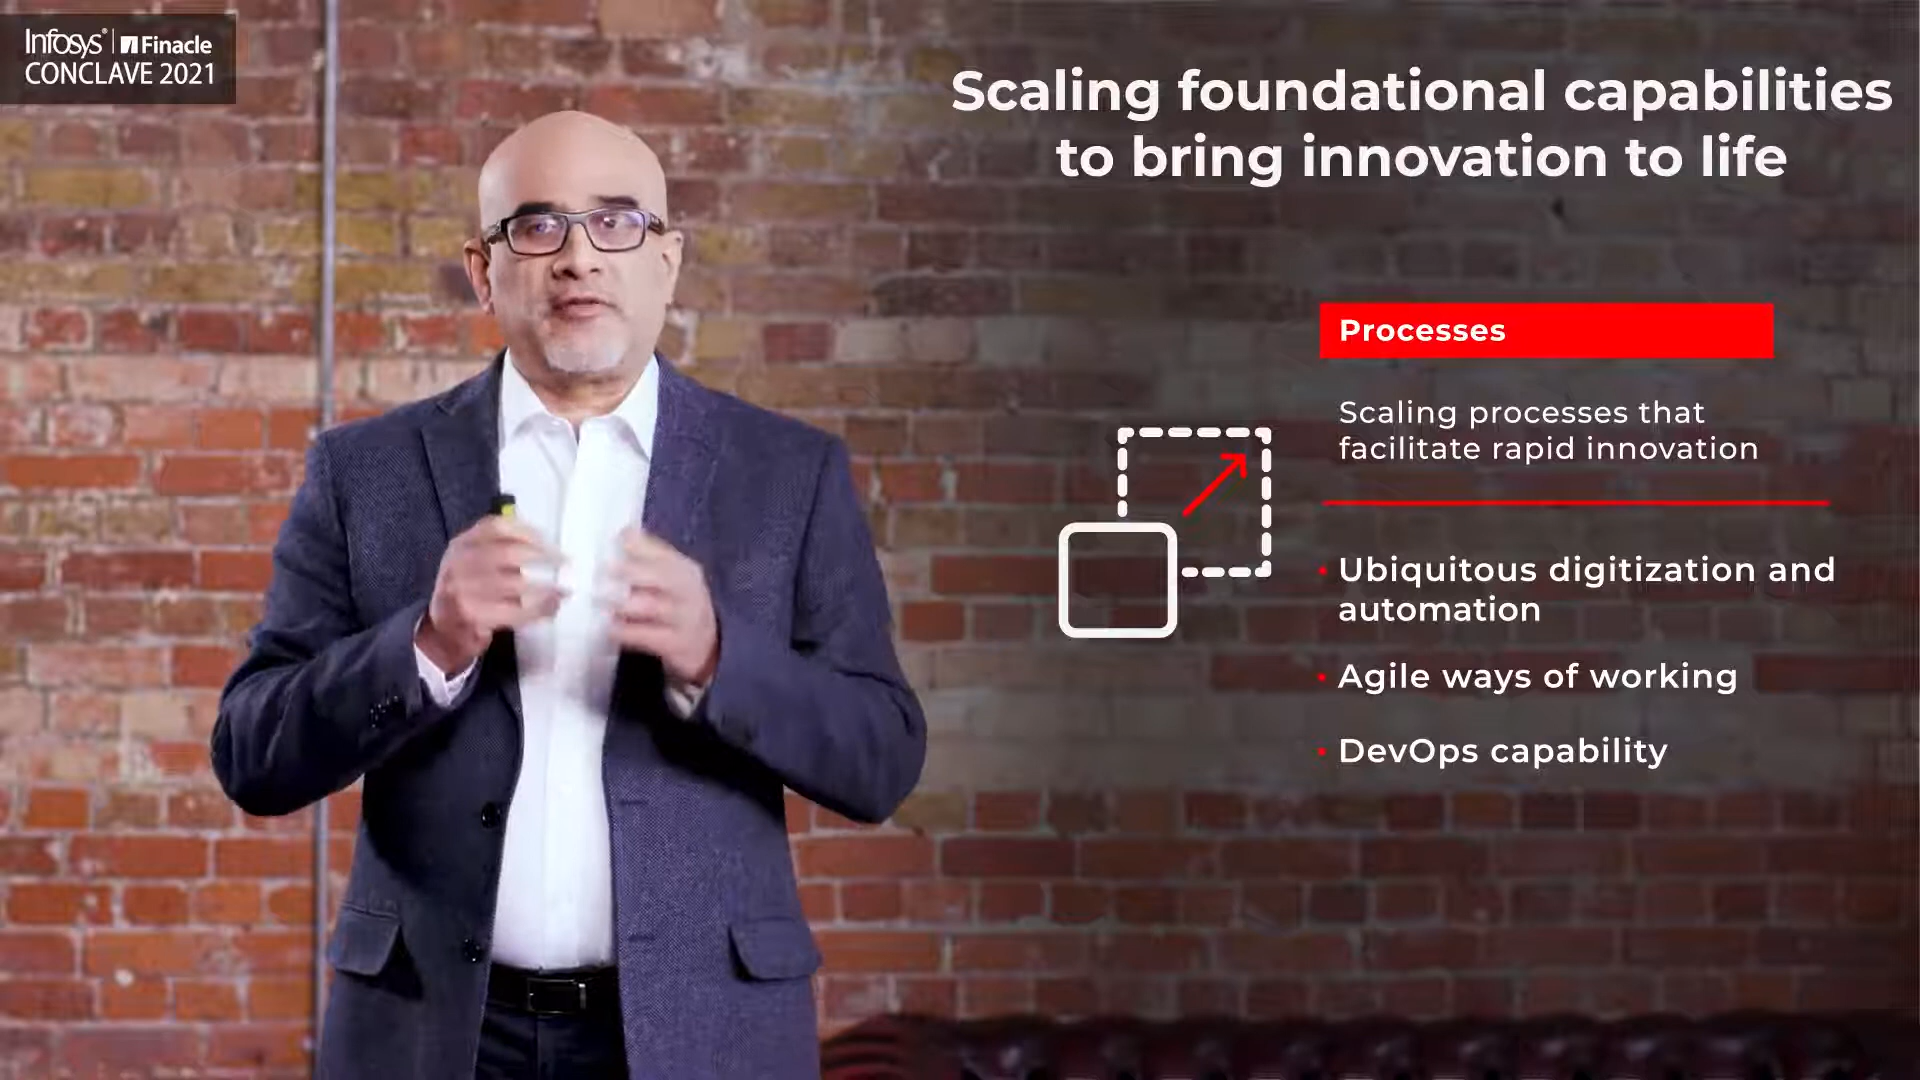 Infosys® | Finacle
CONCLAVE 2021
Scaling foundational capabilities
to bring innovation to life
Processes
Scaling processes that
facilitate rapid innovation
• Ubiquitous digitization and
automation
• Agile ways of working
• DevOps capability